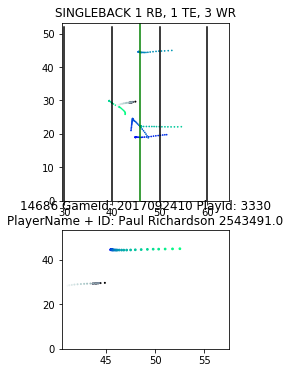 SINGLEBACK 1 RB, 1 TE, 3 WR
50
40
30
20
10
0
30 40 50 60
14686 GameId: 2017092410 PlayId: 3330
PlayerName + ID: Paul Richardson 2543491.0
40
20
0
45 50 55